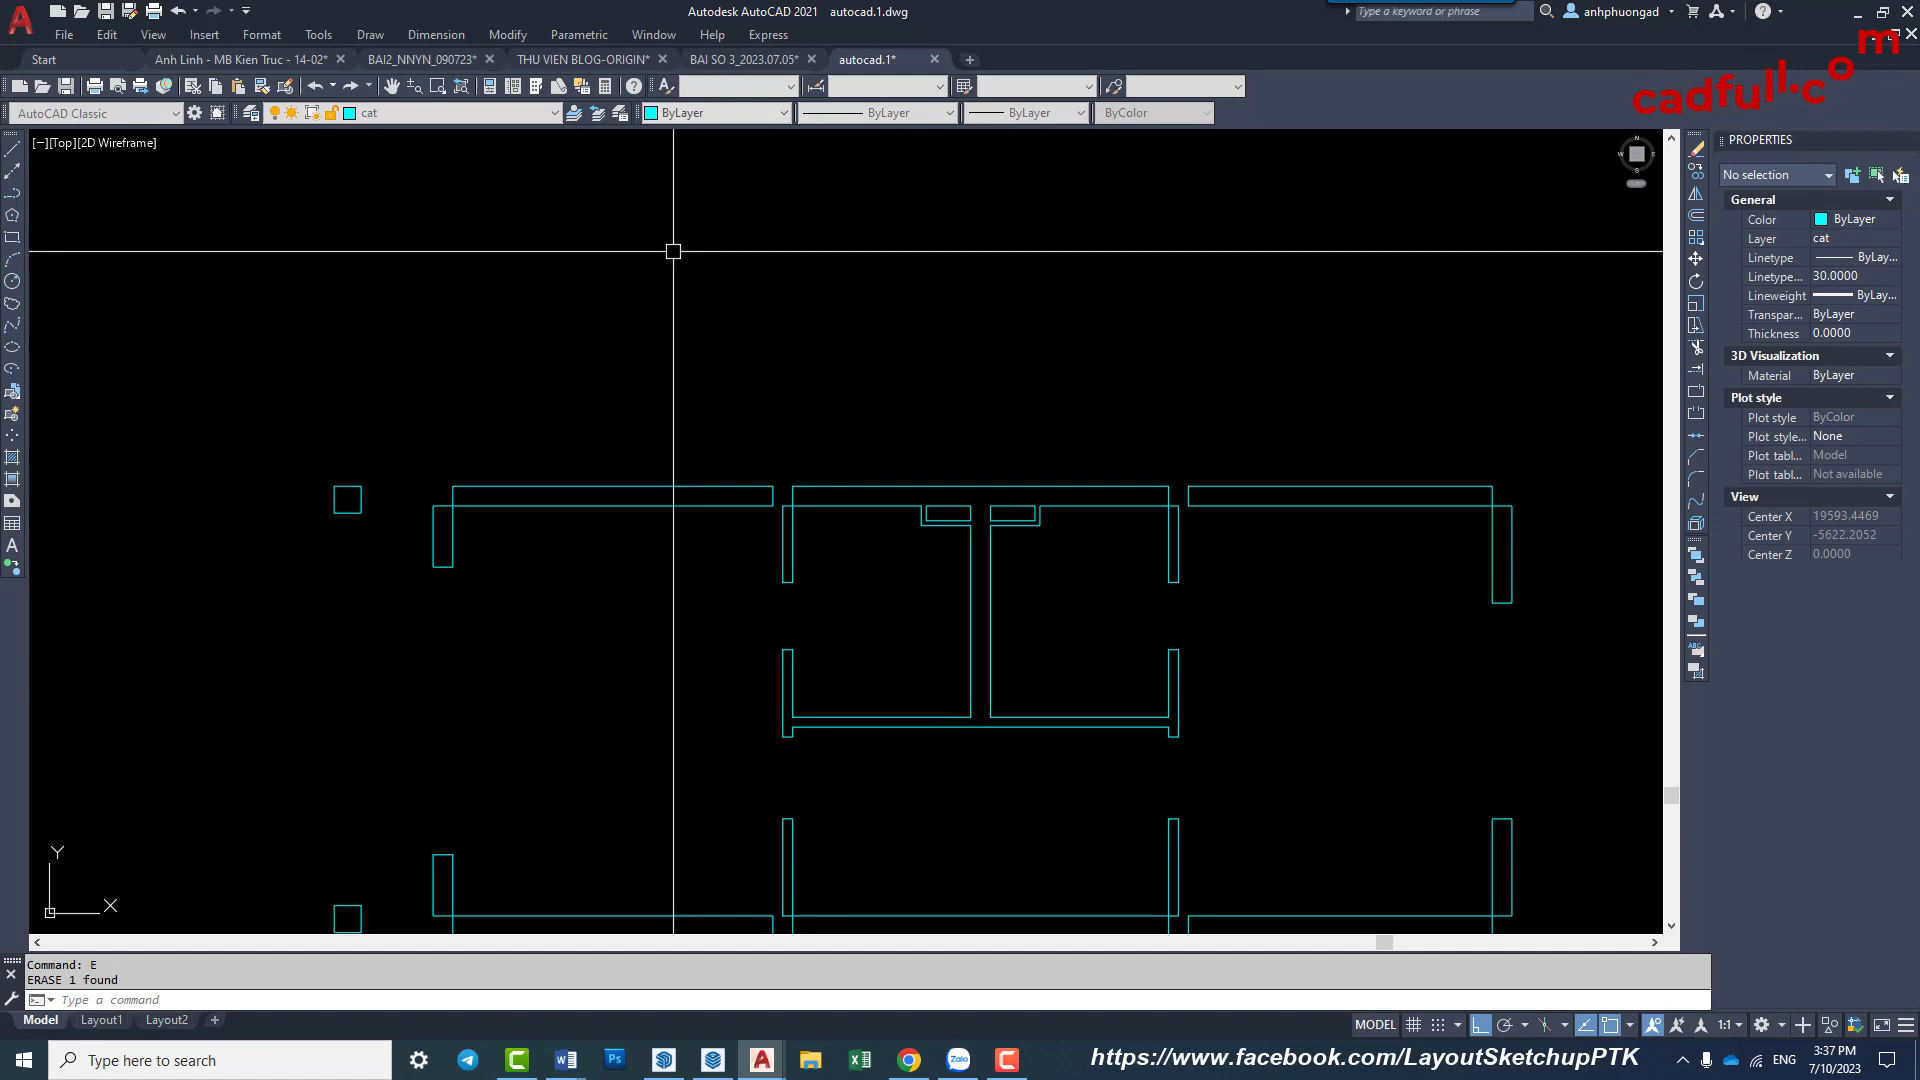 Autodesk AutoCAD 2021 autocad.1.dwg
Type a keyword or phrase
anhphuongad
File Edit View Insert Format Tools Draw Dimension Modify Parametric Window Help Express
Start
Anh Linh - MB Kien Truc - 14-02*
BAI2_NNYN_090723*
THU VIEN BLOG-ORIGIN*
BAI SO 3_2023.07.05*
autocad.1*
cadfull.com
AutoCAD Classic
cat
ByLayer
ByLayer
ByLayer
ByColor
[−][Top][2D Wireframe]
N
W
S
PROPERTIES
No selection
General
Color ByLayer
Layer cat
Linetype ByLay...
Linetype... 30.0000
Lineweight ByLay...
Transpar... ByLayer
Thickness 0.0000
3D Visualization
Material ByLayer
Plot style
Plot style ByColor
Plot style... None
Plot tabl... Model
Plot tabl... Not available
View
Center X 19593.4469
Center Y -5622.2052
Center Z 0.0000
Y
X
Command: E
ERASE 1 found
Type a command
Model Layout1 Layout2
MODEL
1:1
Type here to search
https://www.facebook.com/LayoutSketchupPTK
ENG
3:37 PM
7/10/2023